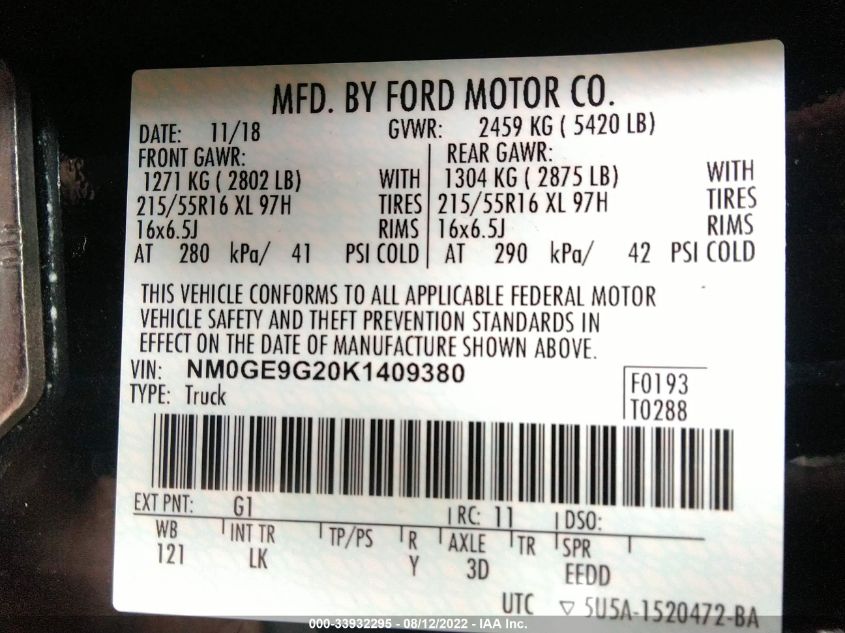 MFD. BY FORD MOTOR CO.
DATE: 11/18 GVWR: 2459 KG ( 5420 LB)
FRONT GAWR: REAR GAWR:
1271 KG ( 2802 LB) WITH 1304 KG ( 2875 LB) WITH
215/55R16 XL 97H TIRES 215/55R16 XL 97H TIRES
16x6.5J RIMS 16x6.5J RIMS
AT 280 kPa/ 41 PSI COLD AT 290 kPa/ 42 PSI COLD
THIS VEHICLE CONFORMS TO ALL APPLICABLE FEDERAL MOTOR
VEHICLE SAFETY AND THEFT PREVENTION STANDARDS IN
EFFECT ON THE DATE OF MANUFACTURE SHOWN ABOVE.
VIN: NM0GE9G20K1409380
F0193
TYPE: Truck
T0288
EXT PNT: G1 RC: 11 DSO:
WB INT TR TP/PS R AXLE TR SPR
121 LK Y 3D EEDD
UTC ▽ 5U5A-1520472-BA
000-33932295 - 08/12/2022 - IAA Inc.